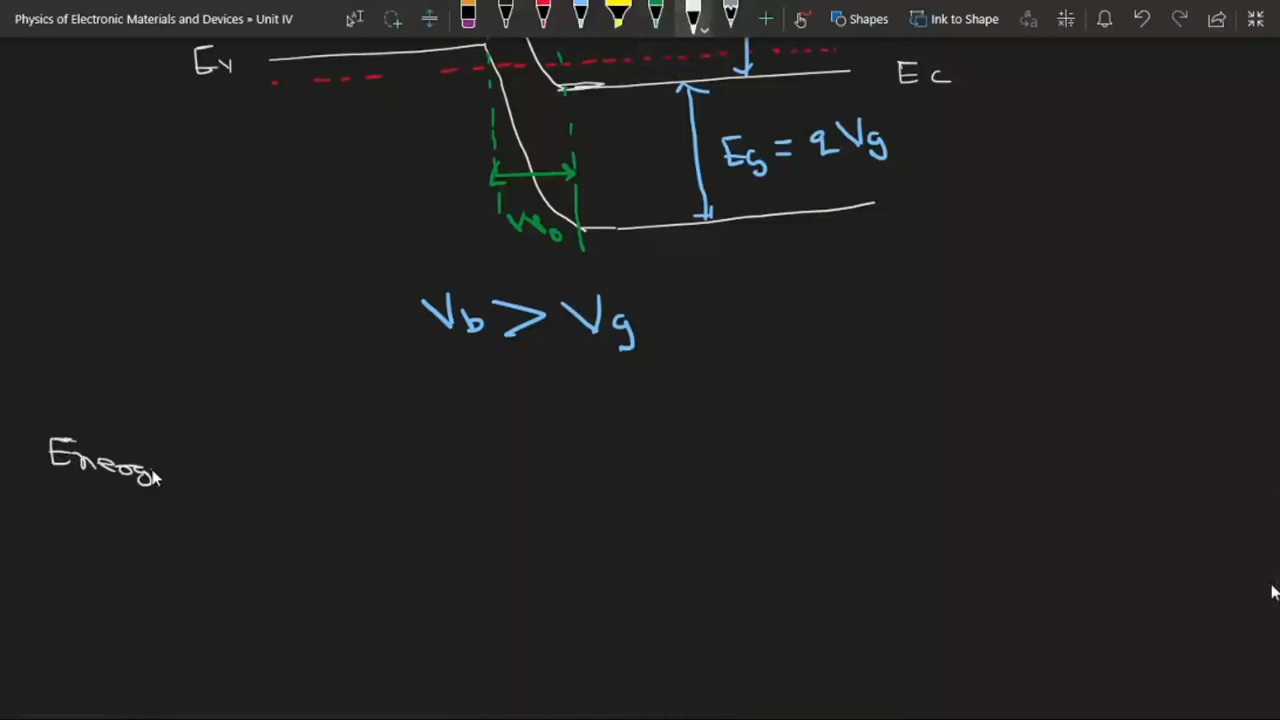 Physics of Electronic Materials and Devices » Unit IV
Shapes
Ink to Shape
Ev
Ec
Eg = qVg
Vb > Vg
Energ